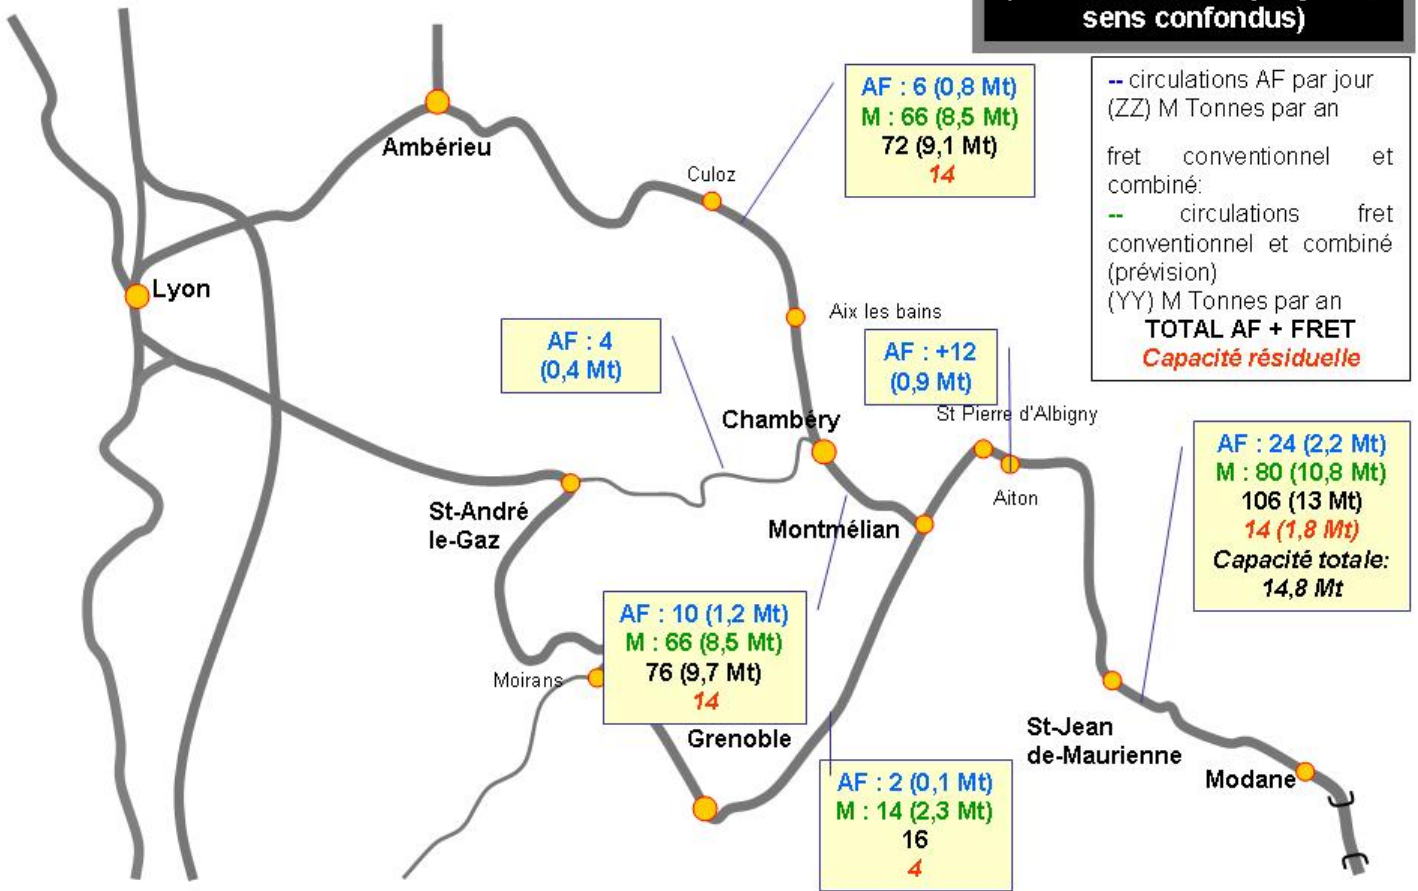 sens confondus)
-- circulations AF par jour
(ZZ) M Tonnes par an
fret conventionnel et
combiné:
-- circulations fret
conventionnel et combiné
(prévision)
(YY) M Tonnes par an
TOTAL AF + FRET
Capacité résiduelle
AF : 6 (0,8 Mt)
M : 66 (8,5 Mt)
72 (9,1 Mt)
14
Ambérieu
Culoz
Lyon
Aix les bains
AF : 4
(0,4 Mt)
AF : +12
(0,9 Mt)
Chambéry
St Pierre d'Albigny
AF : 24 (2,2 Mt)
M : 80 (10,8 Mt)
106 (13 Mt)
14 (1,8 Mt)
Capacité totale:
14,8 Mt
Aiton
St-André
le-Gaz
Montmélian
AF : 10 (1,2 Mt)
M : 66 (8,5 Mt)
76 (9,7 Mt)
14
Moirans
Grenoble
St-Jean
de-Maurienne
Modane
AF : 2 (0,1 Mt)
M : 14 (2,3 Mt)
16
4